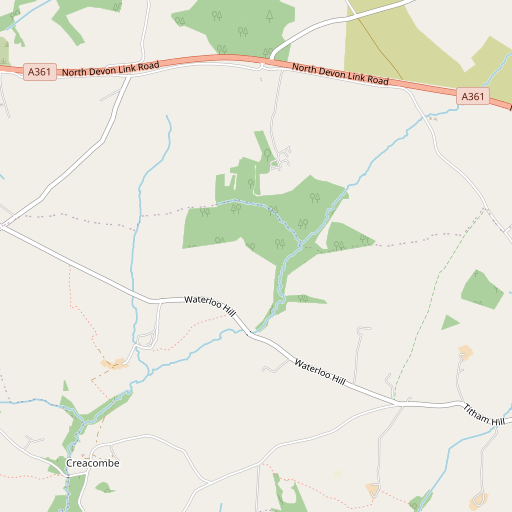 A361
North Devon Link Road
North Devon Link Road
A361
Waterloo Hill
Waterloo Hill
Titham Hill
Creacombe